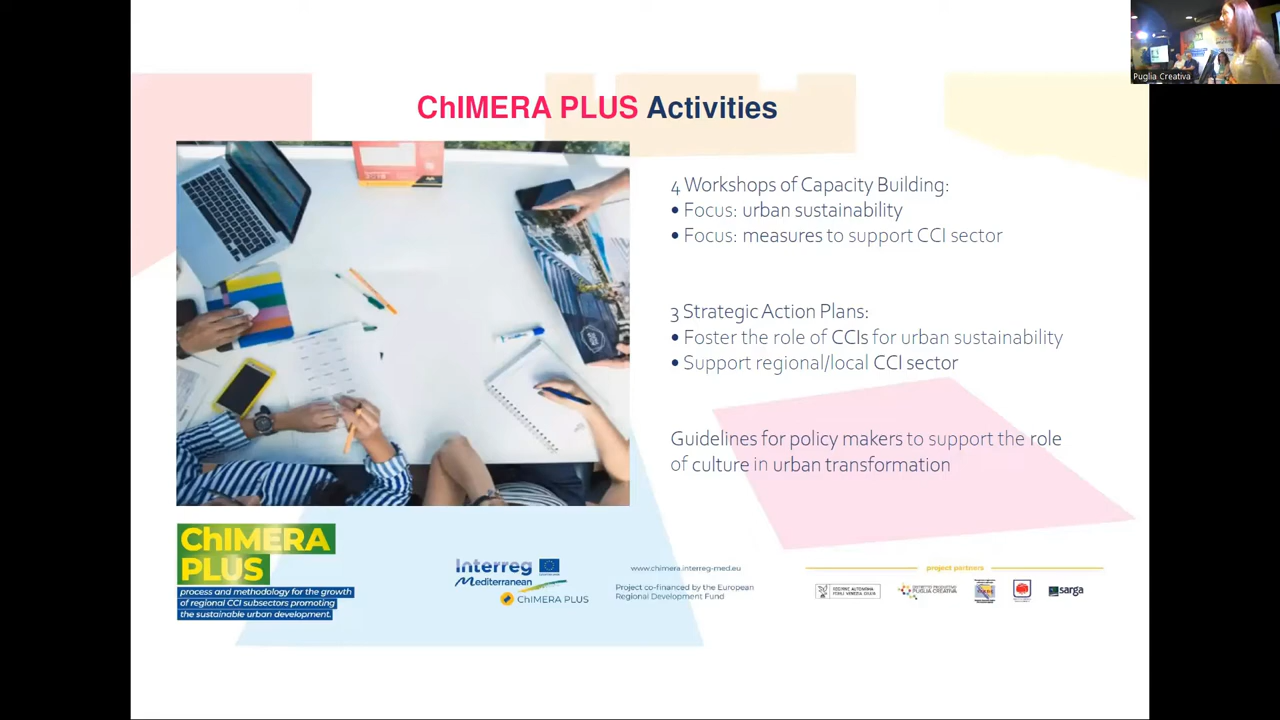 Puglia Creativa
ChIMERA PLUS Activities
4 Workshops of Capacity Building:
• Focus: urban sustainability
• Focus: measures to support CCI sector
3 Strategic Action Plans:
• Foster the role of CCIs for urban sustainability
• Support regional/local CCI sector
Guidelines for policy makers to support the role
of culture in urban transformation
ChIMERA
PLUS
process and methodology for the growth
of regional CCI subsectors promoting
the sustainable urban development.
Interreg
Mediterranean
ChIMERA PLUS
www.chimera.interreg-med.eu
Project co-financed by the European
Regional Development Fund
project partners
PUGLIA CREATIVA
sarga